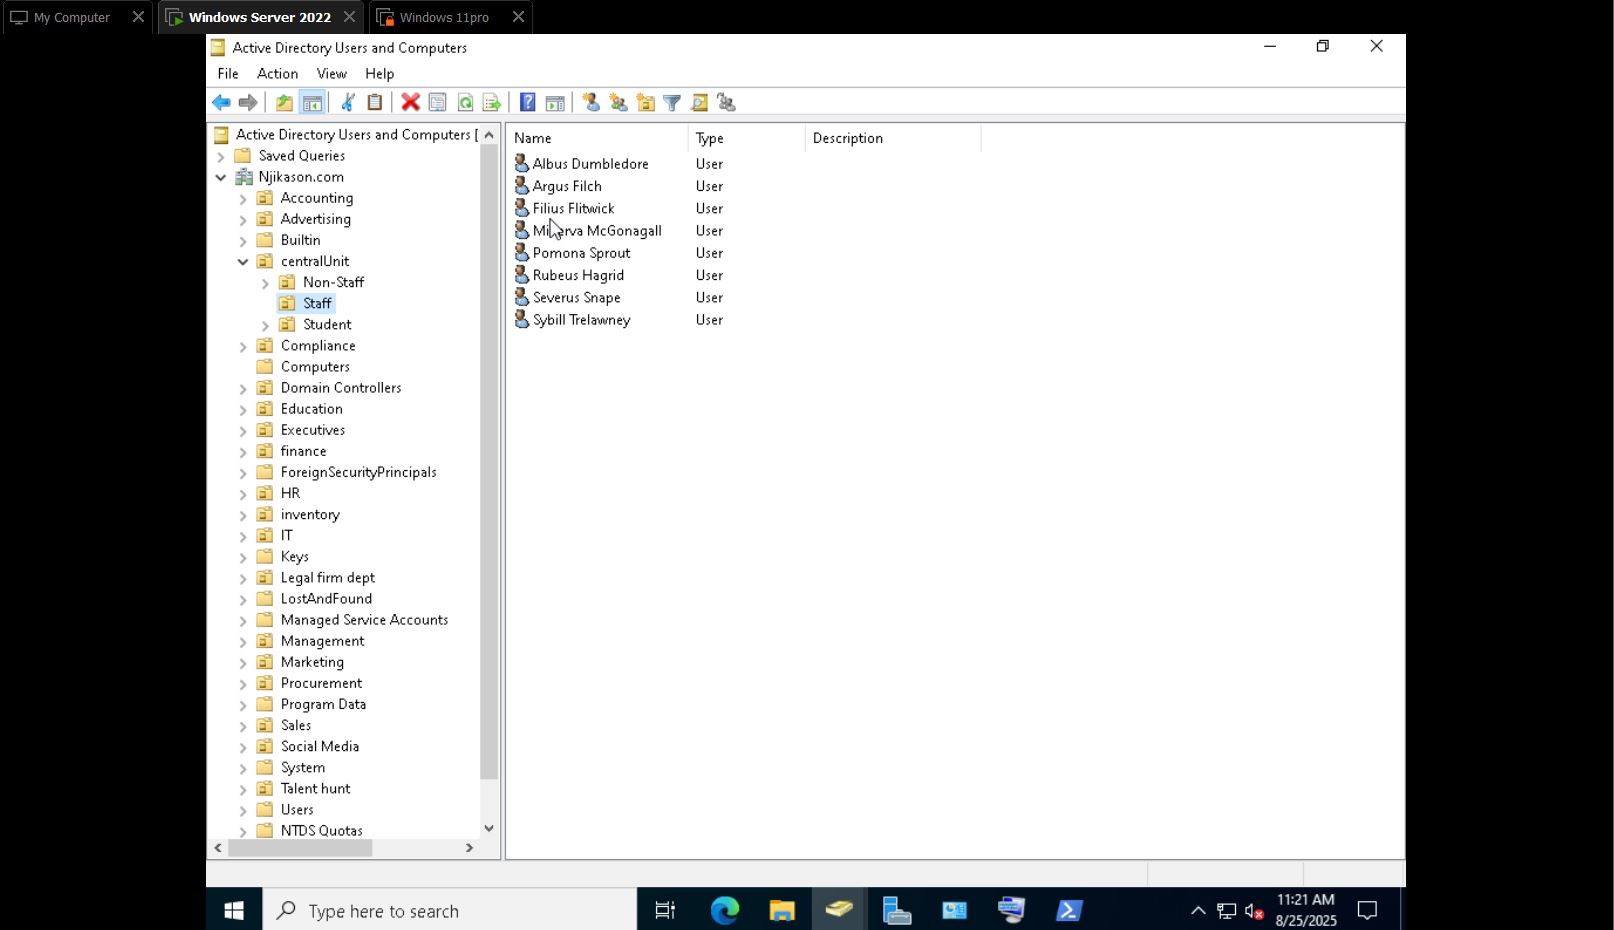 My Computer
Windows Server 2022
Windows 11pro
Active Directory Users and Computers
File Action View Help
Active Directory Users and Computers [
Saved Queries
Njikason.com
Accounting
Advertising
Builtin
centralUnit
Non-Staff
Staff
Student
Compliance
Computers
Domain Controllers
Education
Executives
finance
ForeignSecurityPrincipals
HR
inventory
IT
Keys
Legal firm dept
LostAndFound
Managed Service Accounts
Management
Marketing
Procurement
Program Data
Sales
Social Media
System
Talent hunt
Users
NTDS Quotas
Name Type Description
Albus Dumbledore User
Argus Filch User
Filius Flitwick User
Minerva McGonagall User
Pomona Sprout User
Rubeus Hagrid User
Severus Snape User
Sybill Trelawney User
Type here to search
11:21 AM
8/25/2025